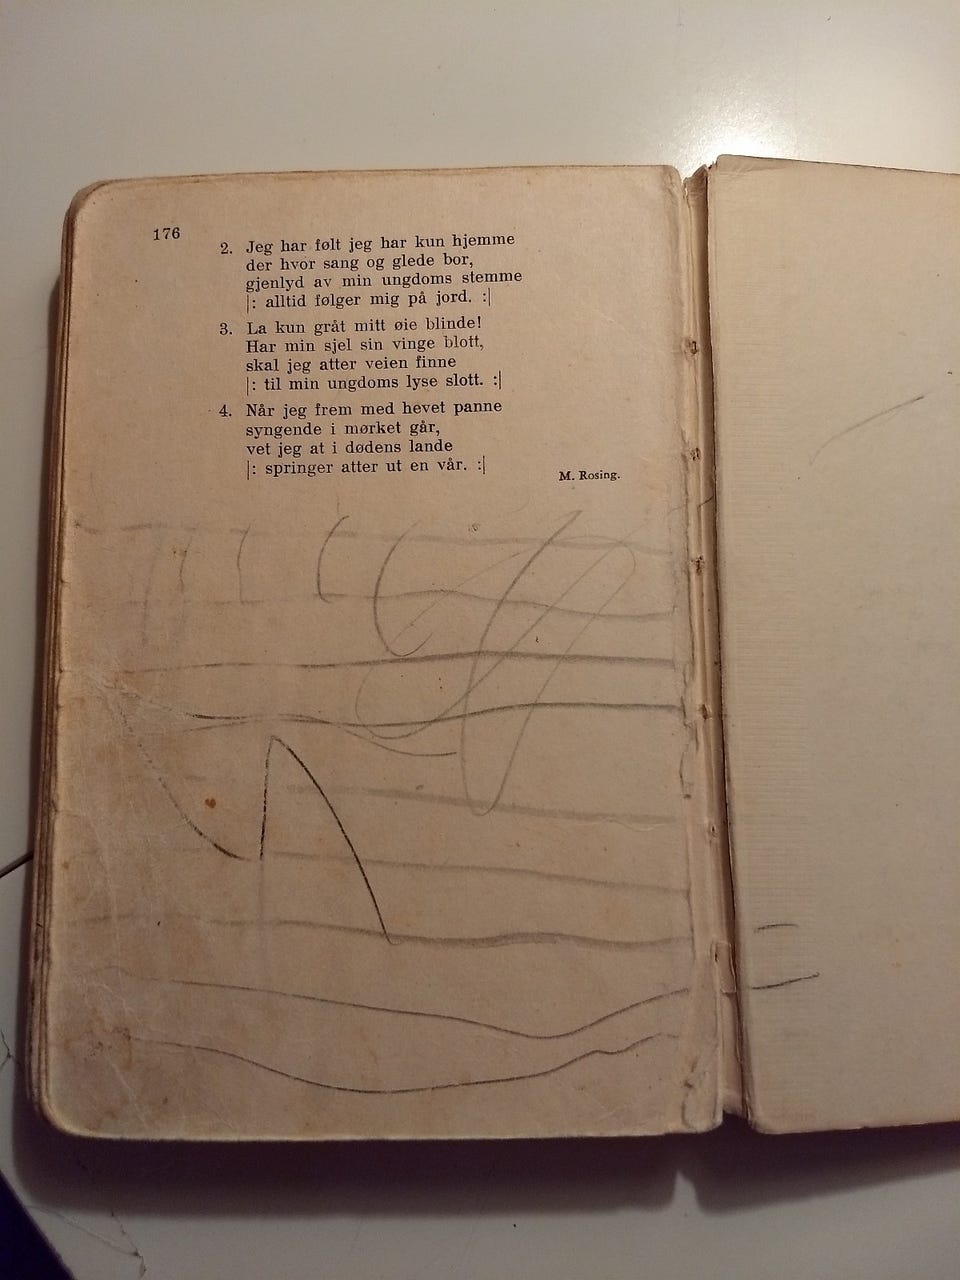 176
2. Jeg har følt jeg har kun hjemme
der hvor sang og glede bor,
gjenlyd av min ungdoms stemme
|: alltid følger mig på jord. :|
3. La kun gråt mitt øie blinde!
Har min sjel sin vinge blott,
skal jeg atter veien finne
|: til min ungdoms lyse slott. :|
4. Når jeg frem med hevet panne
syngende i mørket går,
vet jeg at i dødens lande
|: springer atter ut en vår. :|
M. Rosing.